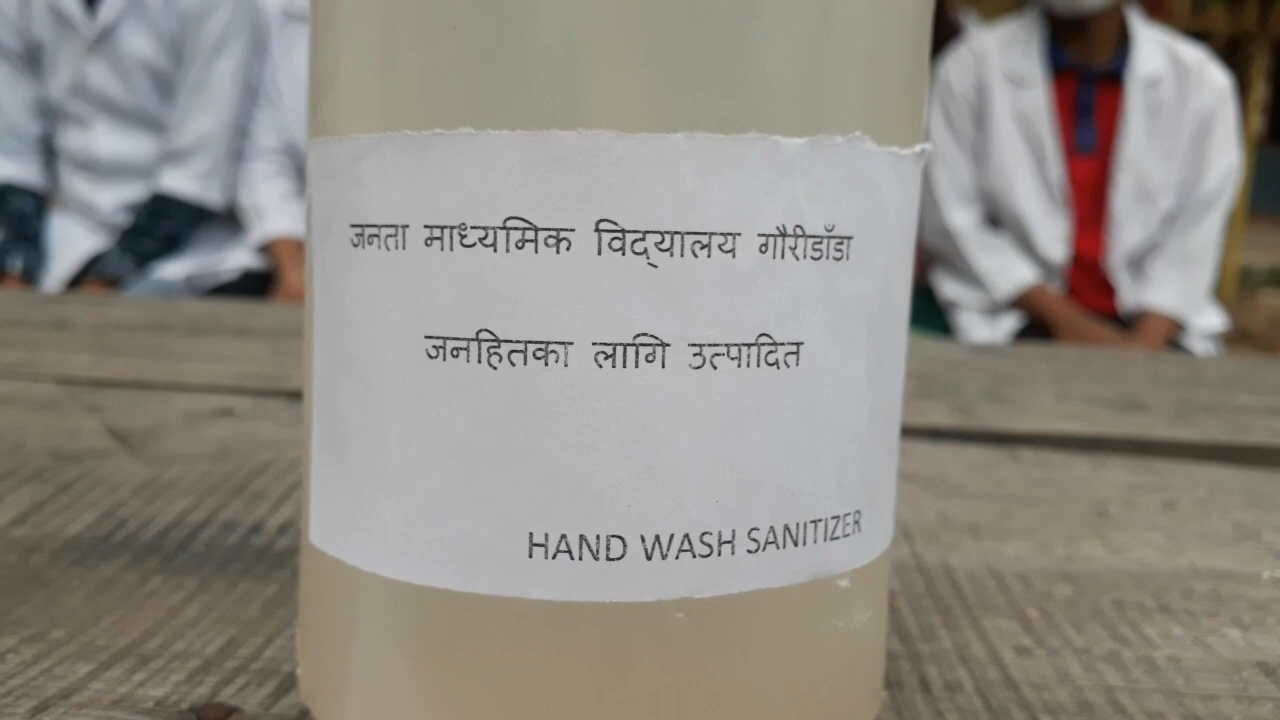 जनता माध्यमिक विद्‌यालय गौरीडाँडा
जनहितका लागि उत्पादित
HAND WASH SANITIZER